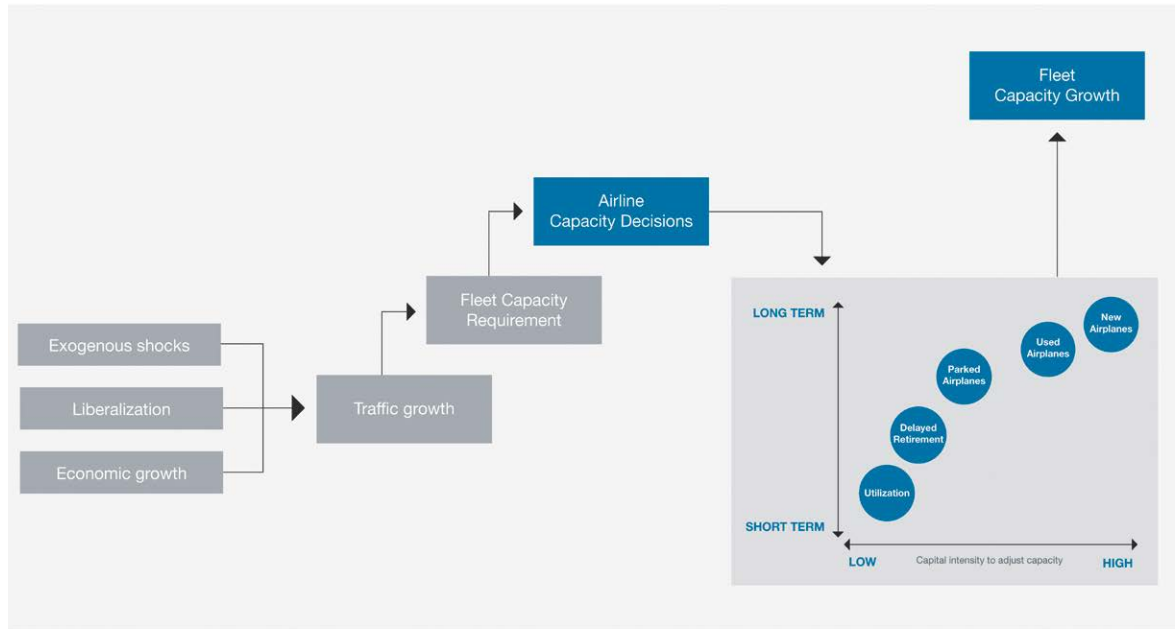 Fleet
Capacity Growth
Airline
Capacity Decisions
Fleet Capacity
Requirement
Exogenous shocks
Liberalization
Economic growth
Traffic growth
LONG TERM
New
Airplanes
Used
Airplanes
Parked
Airplanes
Delayed
Retirement
Utilization
SHORT TERM
LOW
Capital intensity to adjust capacity
HIGH